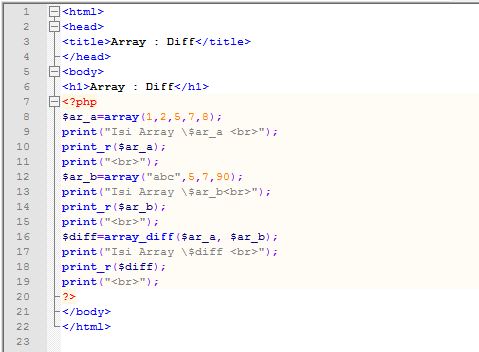 1 <html>
2 <head>
3 <title>Array : Diff</title>
4 </head>
5 <body>
6 <h1>Array : Diff</h1>
7 <?php
8 $ar_a=array(1,2,5,7,8);
9 print("Isi Array \$ar_a <br>");
10 print_r($ar_a);
11 print("<br>");
12 $ar_b=array("abc",5,7,90);
13 print("Isi Array \$ar_b<br>");
14 print_r($ar_b);
15 print("<br>");
16 $diff=array_diff($ar_a, $ar_b);
17 print("Isi Array \$diff <br>");
18 print_r($diff);
19 print("<br>");
20 ?>
21 </body>
22 </html>
23